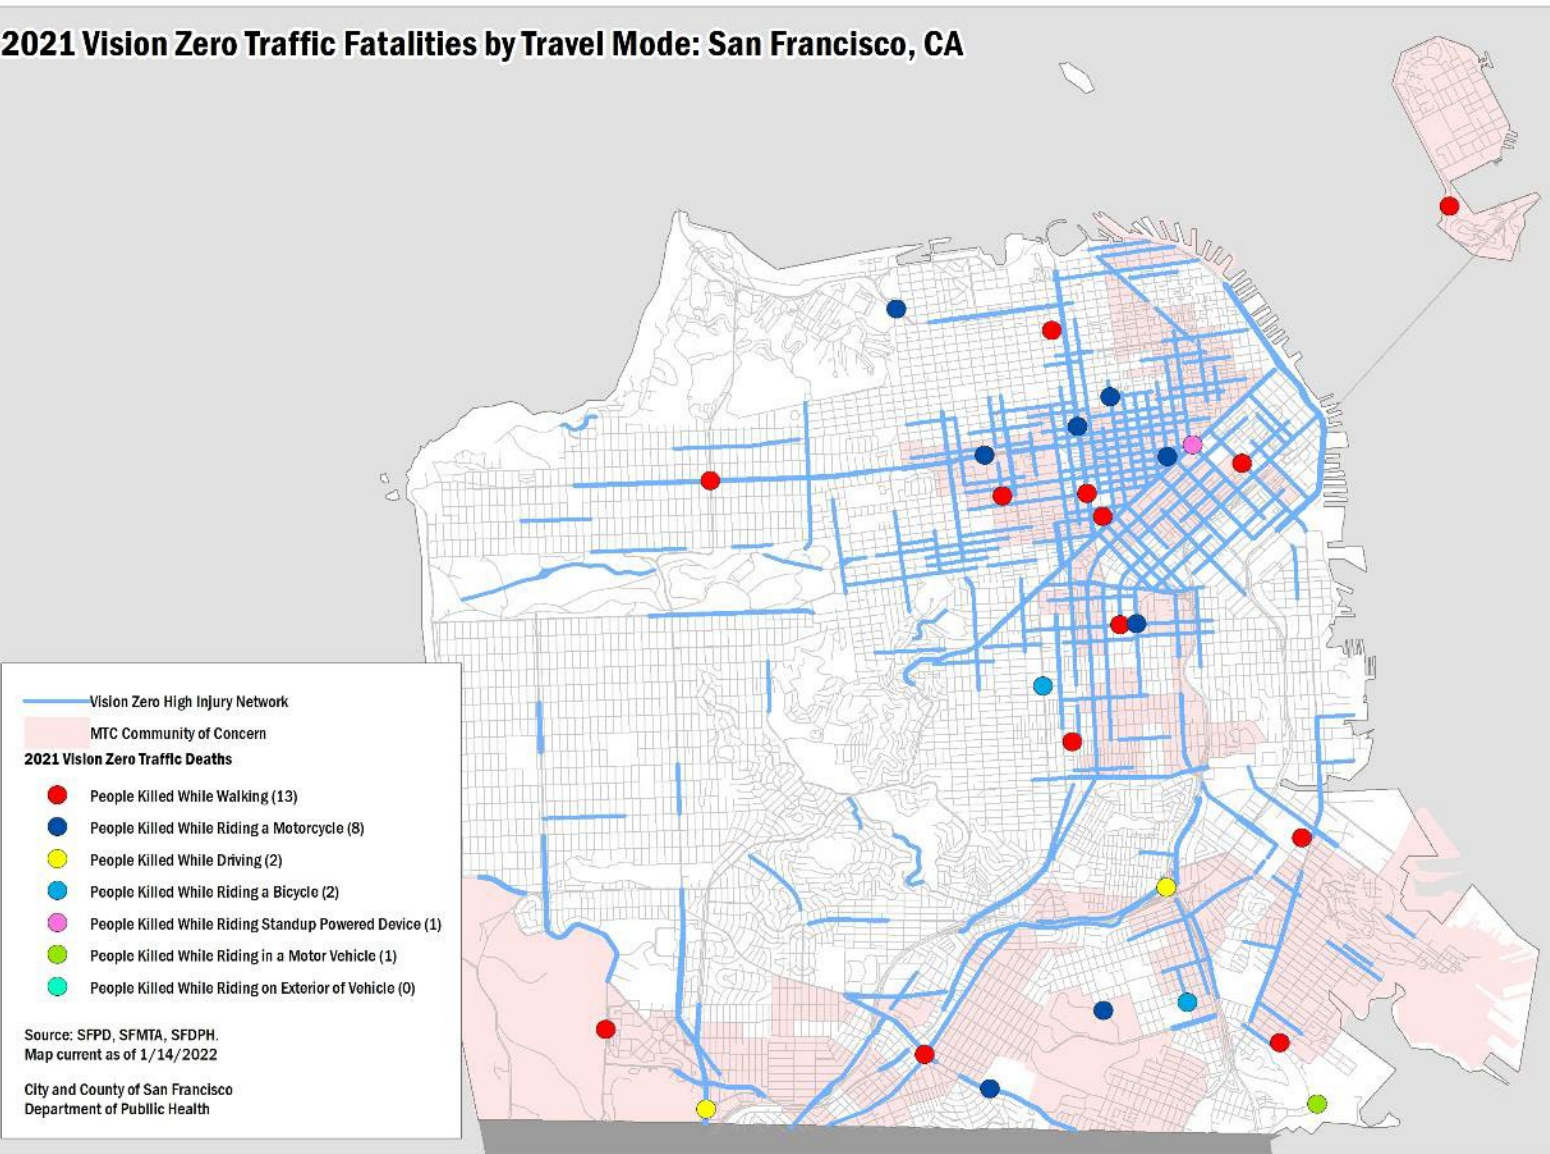 2021 Vision Zero Traffic Fatalities by Travel Mode: San Francisco, CA
Vision Zero High Injury Network
MTC Community of Concern
2021 Vision Zero Traffic Deaths
People Killed While Walking (13)
People Killed While Riding a Motorcycle (8)
People Killed While Driving (2)
People Killed While Riding a Bicycle (2)
People Killed While Riding Standup Powered Device (1)
People Killed While Riding in a Motor Vehicle (1)
People Killed While Riding on Exterior of Vehicle (0)
Source: SFPD, SFMTA, SFDPH.
Map current as of 1/14/2022
City and County of San Francisco
Department of Publlic Health